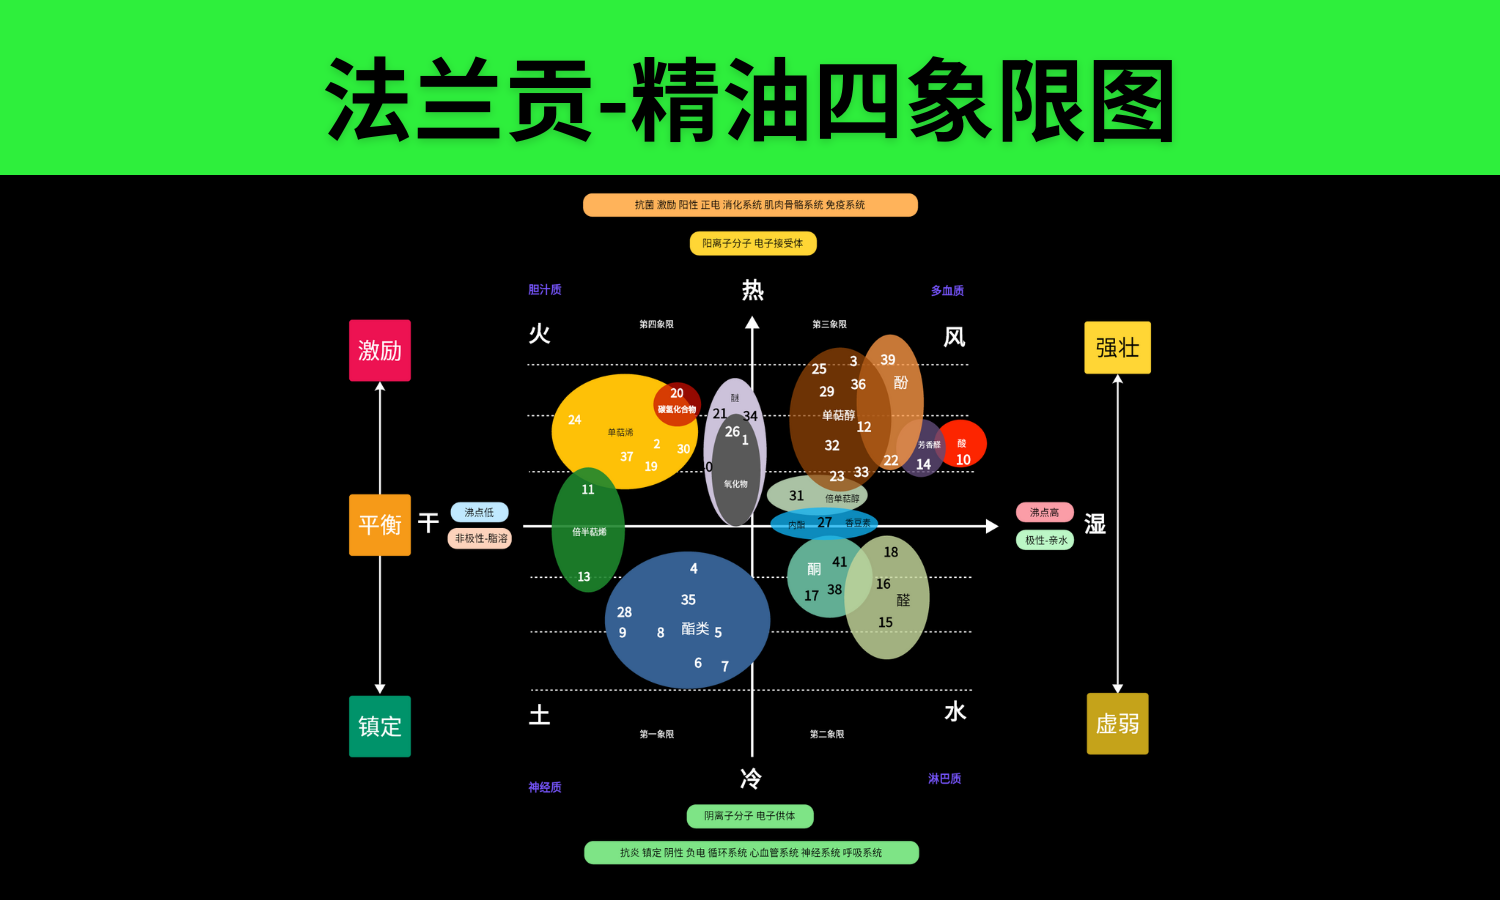 法兰贡-精油四象限图
抗菌 激励 阳性 正电 消化系统 肌肉骨骼系统 免疫系统
阳离子分子 电子接受体
胆汁质
热
多血质
火
第四象限
第三象限
风
激励
强壮
25
3
39
36
酚
29
20
碳氢化合物
醚
21
34
单萜醇
24
单萜烯
26
1
12
2
30
32
芳香醛
酸
37
19
0
22
14
10
11
氧化物
23
33
31
倍单萜醇
平衡
干
沸点低
非极性-脂溶
倍半萜烯
内酯
27
香豆素
沸点高
极性-亲水
湿
18
13
4
酮
41
16
醛
35
17
38
28
9
8
酯类
5
15
6
7
土
水
镇定
虚弱
第一象限
第二象限
神经质
冷
淋巴质
阴离子分子 电子供体
抗炎 镇定 阴性 负电 循环系统 心血管系统 神经系统 呼吸系统